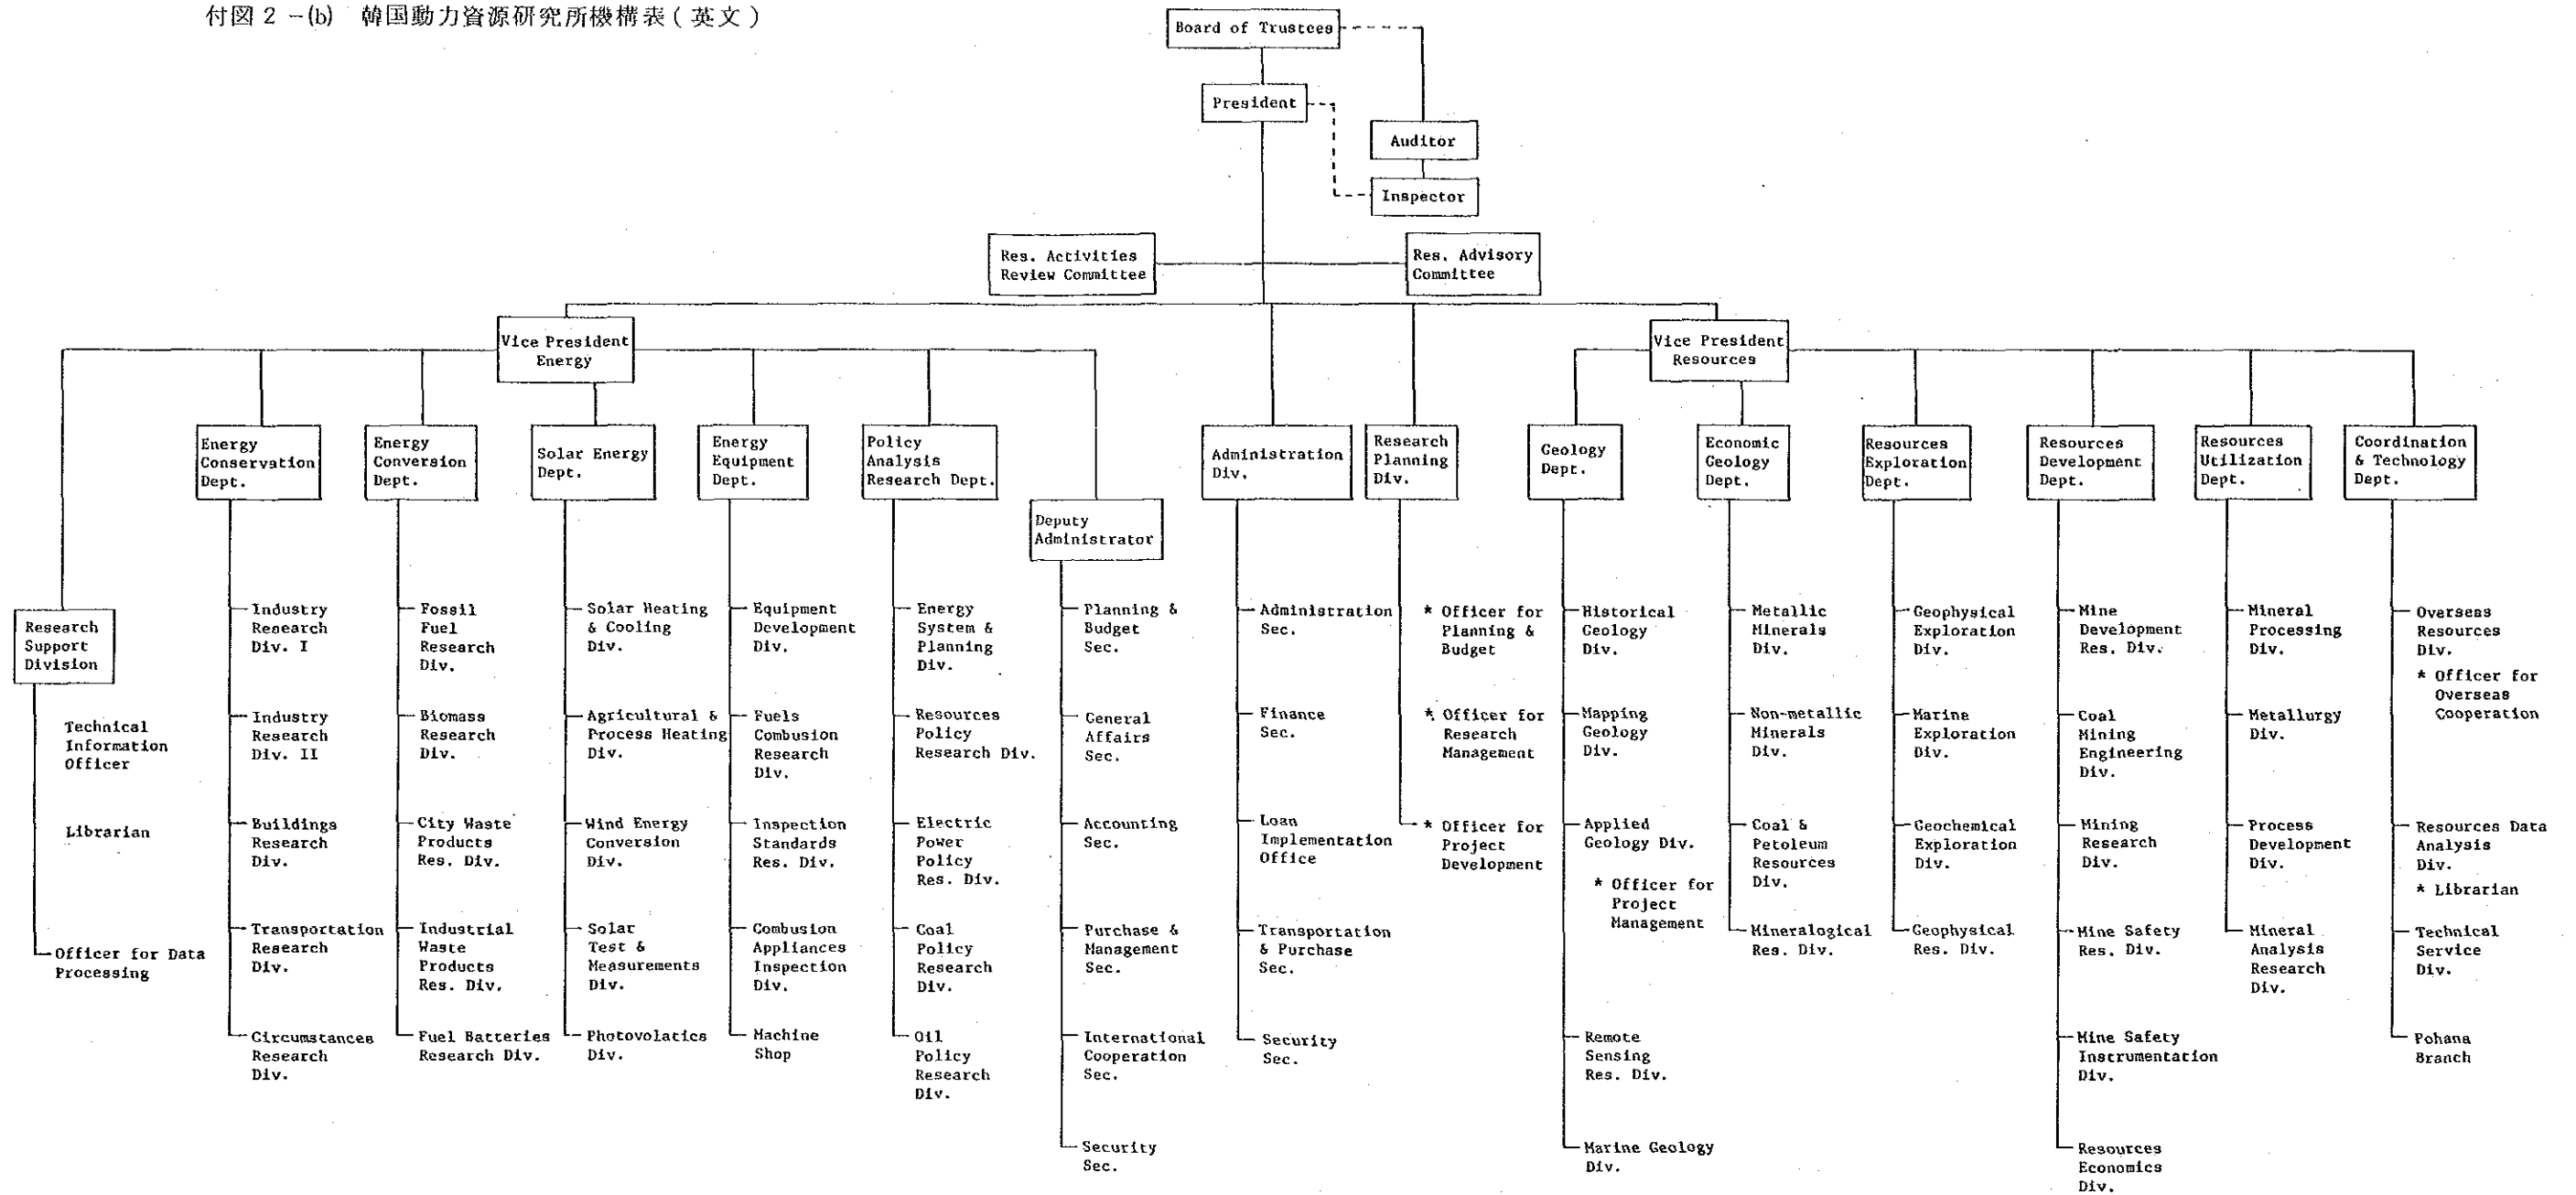 付図 2 -(b) 韓国動力資源研究所機構表 ( 英文 )
Board of Trustees
President
Auditor
Inspector
Res. Activities
Review Committee
Res. Advisory
Committee
Vice President
Energy
Vice President
Resources
Research
Support
Division
Technical
Information
Officer
Librarian
Officer for Data
Processing
Energy
Conservation
Dept.
Industry
Research
Div. I
Industry
Research
Div. II
Buildings
Research
Div.
Transportation
Research
Div.
Circumstances
Research
Div.
Energy
Conversion
Dept.
Fossil
Fuel
Research
Div.
Biomass
Research
Div.
City Waste
Products
Res. Div.
Industrial
Waste
Products
Res. Div.
Fuel Batteries
Research Div.
Solar Energy
Dept.
Solar Heating
& Cooling
Div.
Agricultural &
Process Heating
Div.
Wind Energy
Conversion
Div.
Solar
Test &
Measurements
Div.
Photovolatics
Div.
Energy
Equipment
Dept.
Equipment
Development
Div.
Fuels
Combusion
Research
Div.
Inspection
Standards
Res. Div.
Combusion
Appliances
Inspection
Div.
Machine
Shop
Policy
Analysis
Research Dept.
Energy
System &
Planning
Div.
Resources
Policy
Research Div.
Electric
Power
Policy
Res. Div.
Coal
Policy
Research
Div.
Oil
Policy
Research
Div.
Deputy
Administrator
Planning &
Budget
Sec.
General
Affairs
Sec.
Accounting
Sec.
Purchase &
Management
Sec.
International
Cooperation
Sec.
Security
Sec.
Administration
Div.
Administration
Sec.
Finance
Sec.
Loan
Implementation
Office
Transportation
& Purchase
Sec.
Security
Sec.
Research
Planning
Div.
* Officer for
Planning &
Budget
* Officer for
Research
Management
* Officer for
Project
Development
Geology
Dept.
Historical
Geology
Div.
Mapping
Geology
Div.
Applied
Geology Div.
* Officer for
Project
Management
Remote
Sensing
Res. Div.
Marine Geology
Div.
Economic
Geology
Dept.
Metallic
Minerals
Div.
Non-metallic
Minerals
Div.
Coal &
Petoleum
Resources
Div.
Mineralogical
Res. Div.
Resources
Exploration
Dept.
Geophysical
Exploration
Div.
Marine
Exploration
Div.
Geochemical
Exploration
Div.
Geophysical
Res. Div.
Resources
Development
Dept.
Mine
Development
Res. Div.
Coal
Mining
Engineering
Div.
Mining
Research
Div.
Mine Safety
Res. Div.
Mine Safety
Instrumentation
Div.
Resources
Economics
Div.
Resources
Utilization
Dept.
Mineral
Processing
Div.
Metallurgy
Div.
Process
Development
Div.
Mineral
Analysis
Research
Div.
Coordination
& Technology
Dept.
Overseas
Resources
Div.
* Officer for
Overseas
Cooperation
Resources Data
Analysis
Div.
* Librarian
Technical
Service
Div.
Pohana
Branch